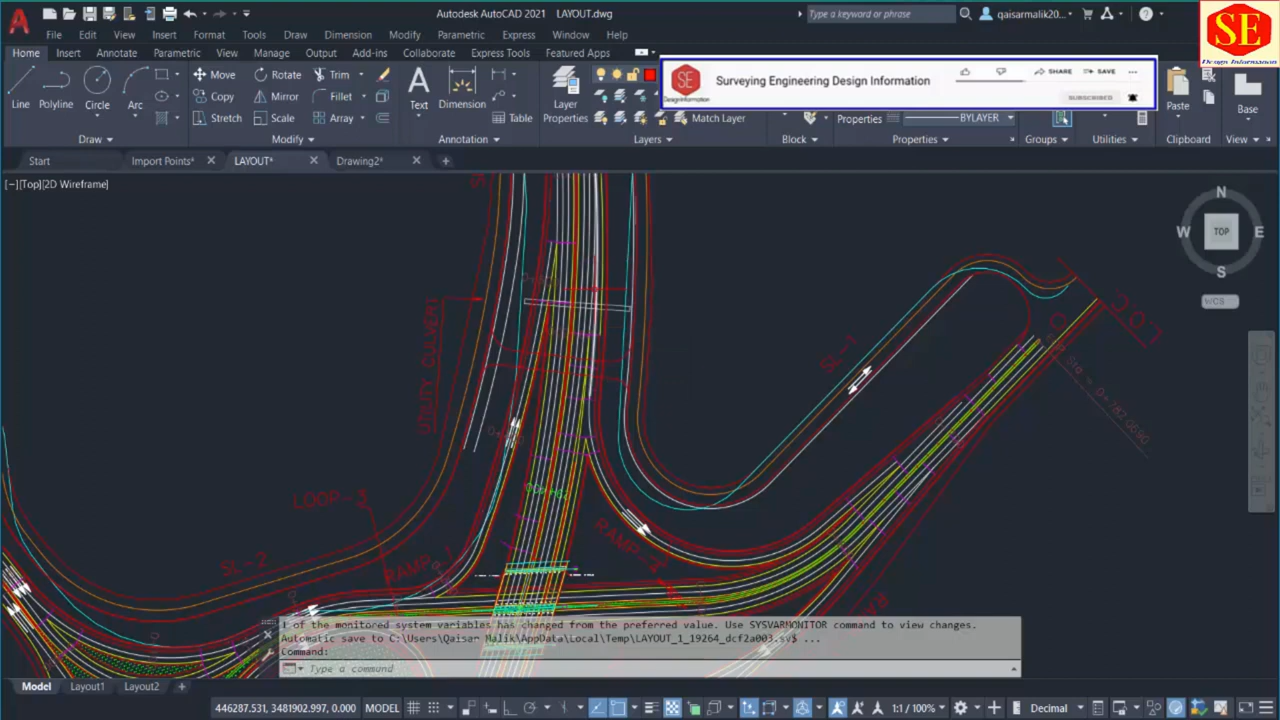 Autodesk AutoCAD 2021 LAYOUT.dwg
Type a keyword or phrase
qaisarmalik20...
SE
Design Information
File Edit View Insert Format Tools Draw Dimension Modify Parametric Express Window Help
Home Insert Annotate Parametric View Manage Output Add-ins Collaborate Express Tools Featured Apps
SE
DesignInformation
Surveying Engineering Design Information
SHARE
SAVE
SUBSCRIBED
Line
Polyline
Circle
Arc
Move
Rotate
Trim
Copy
Mirror
Fillet
Stretch
Scale
Array
Text
Dimension
Table
Layer
Properties
Match Layer
Properties
BYLAYER
Paste
Base
Draw
Modify
Annotation
Layers
Block
Properties
Groups
Utilities
Clipboard
View
Start
Import Points*
LAYOUT*
Drawing2*
[−][Top][2D Wireframe]
N
W
TOP
E
S
WCS
UTILITY CULVERT
SL-1
LOOP-3
SL-2
RAMP-1
1 of the monitored system variables has changed from the preferred value. Use SYSVARMONITOR command to view changes.
Automatic save to C:\Users\Qaisar Malik\AppData\Local\Temp\LAYOUT_1_19264_dcf2a003.sv$ ...
Command:
Type a command
Model
Layout1
Layout2
446287.531, 3481902.997, 0.000
MODEL
1:1 / 100%
Decimal